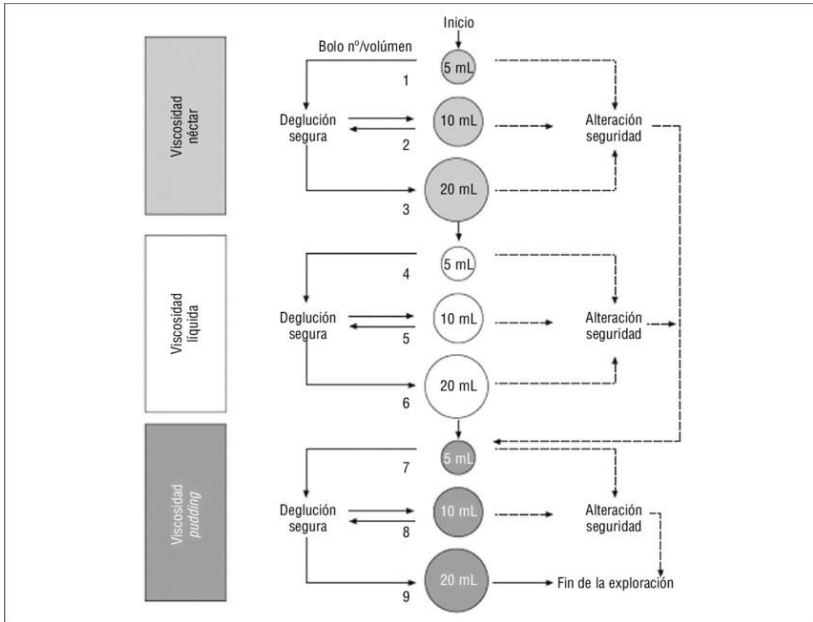 Inicio
Bolo nº/volúmen
5 mL
1
Viscosidad
néctar
Deglución
segura
10 mL
2
Alteración
seguridad
20 mL
3
5 mL
4
Viscosidad
líquida
Deglución
segura
10 mL
5
Alteración
seguridad
20 mL
6
5 mL
7
Viscosidad
pudding
Deglución
segura
10 mL
8
Alteración
seguridad
20 mL
9
Fin de la exploración